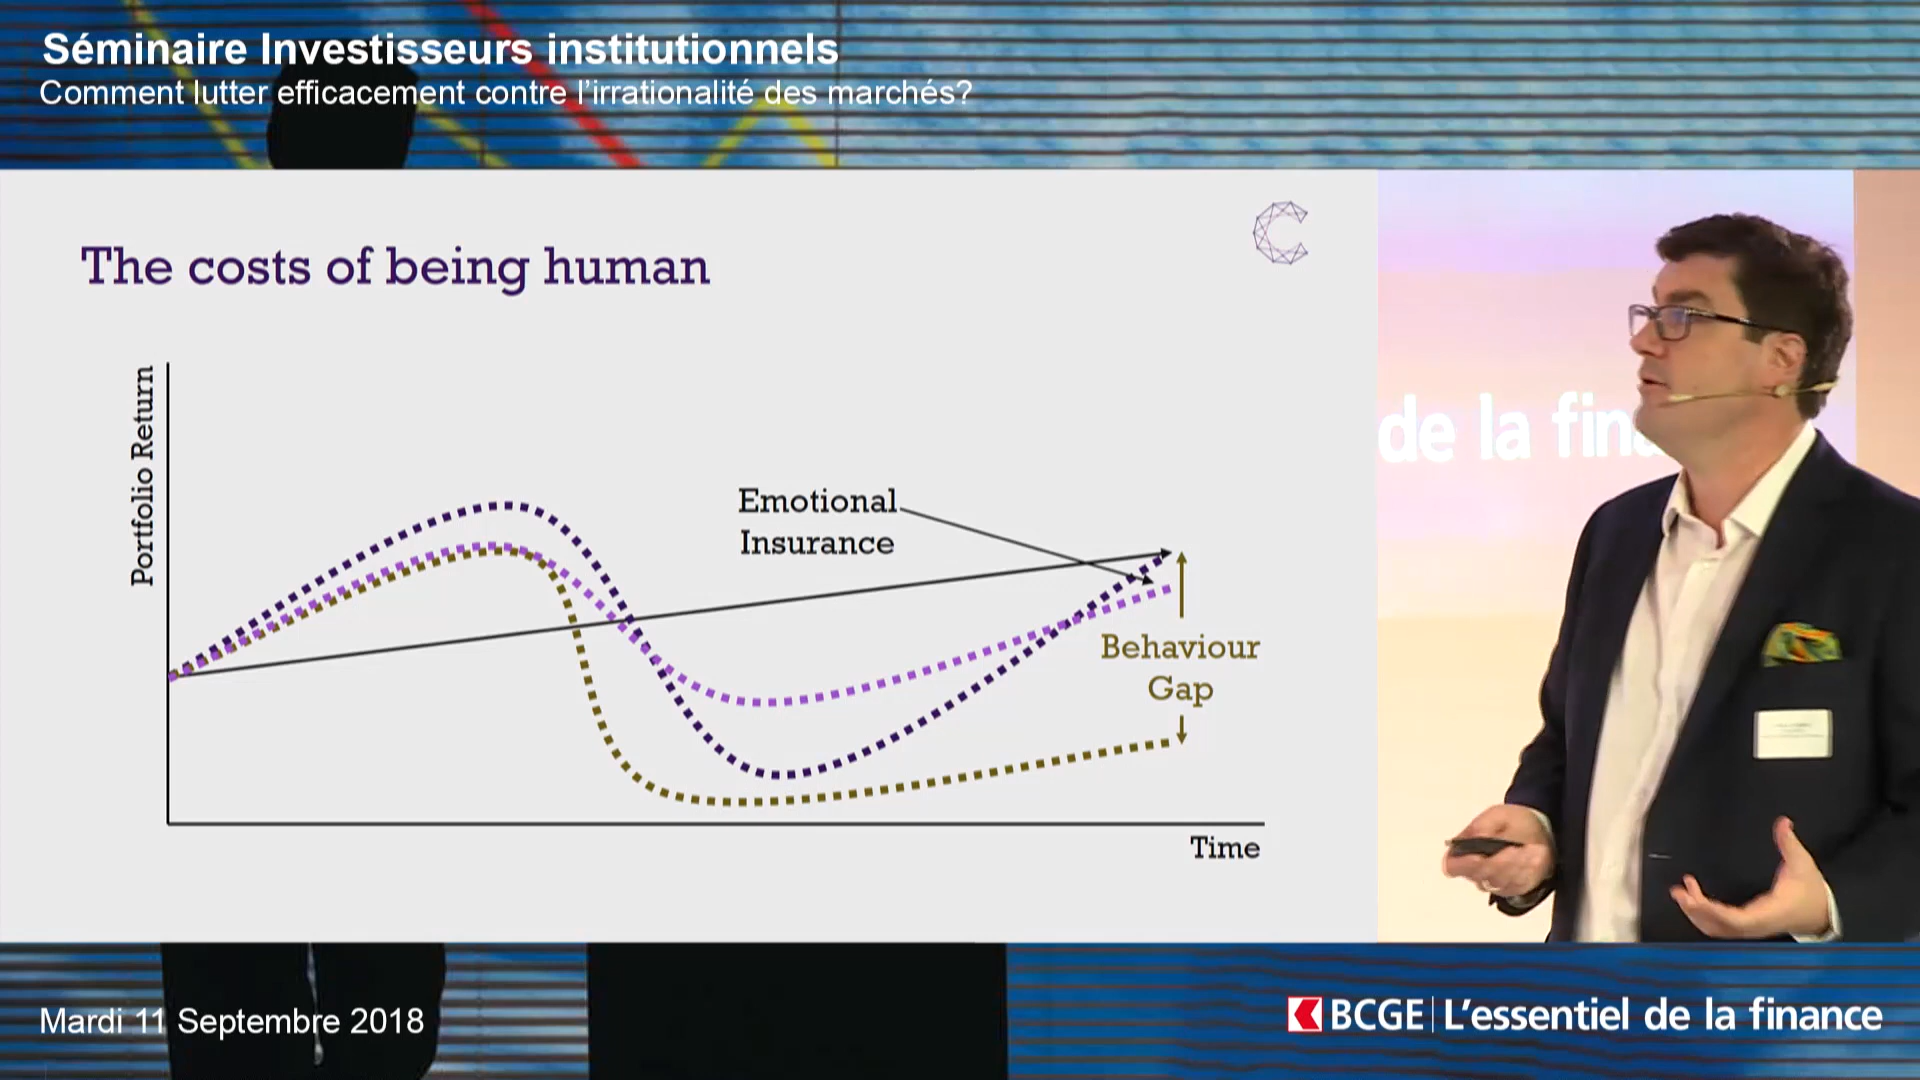 Séminaire Investisseurs institutionnels
Comment lutter efficacement contre l'irrationalité des marchés?
The costs of being human
Portfolio Return
Emotional
Insurance
Behaviour
Gap
Time
de la fin
Mardi 11 Septembre 2018
BCGE L'essentiel de la finance